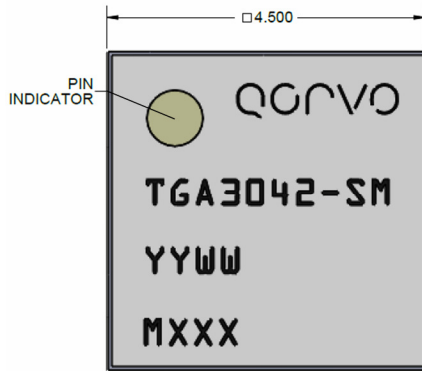 □4.500
PIN
INDICATOR
QORVO
TGA3042-SM
YYWW
MXXX